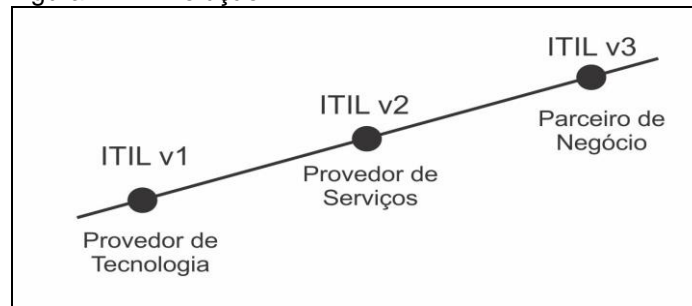 ITIL v3
ITIL v2
Parceiro de
Negócio
ITIL v1
Provedor de
Serviços
Provedor de
Tecnologia